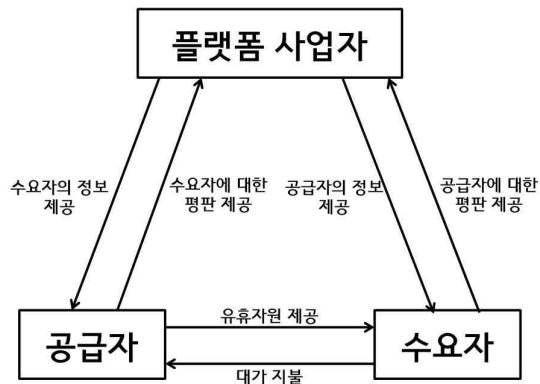 플랫폼 사업자
수요자의 정보
제공
수요자에 대한
평판 제공
공급자의 정보
제공
공급자에 대한
평판 제공
유휴자원 제공
공급자
수요자
대가 지불